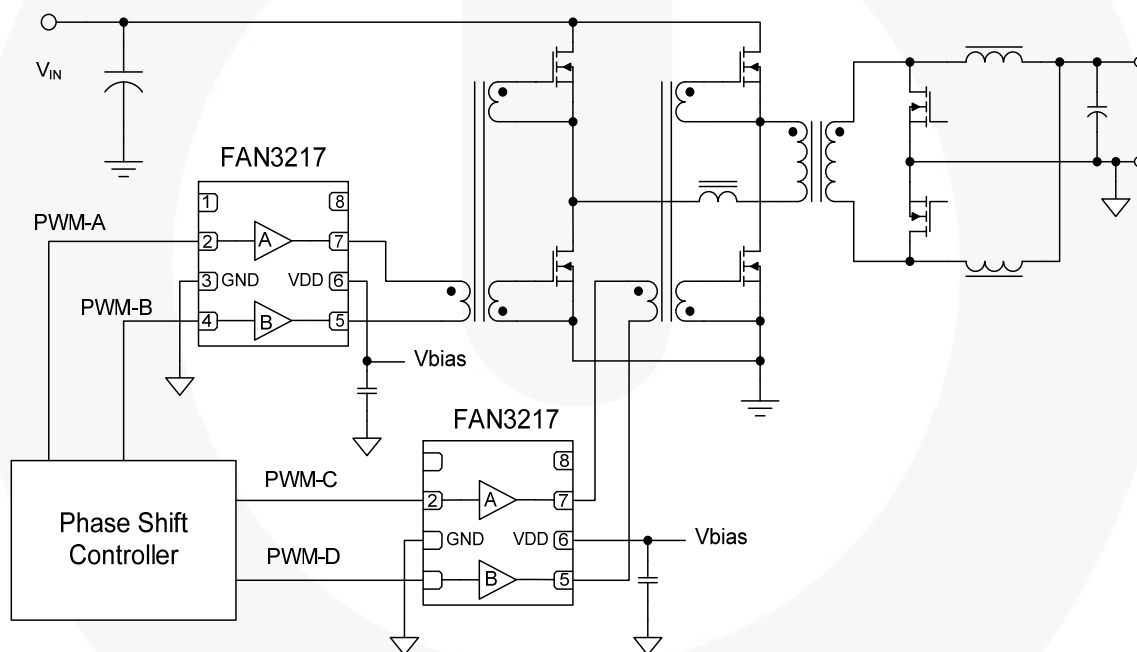 VIN
FAN3217
1
8
PWM-A
2
A
7
3
GND
VDD
6
PWM-B
4
B
5
Vbias
FAN3217
8
PWM-C
2
A
7
Phase Shift
Controller
GND
VDD
6
Vbias
PWM-D
B
5